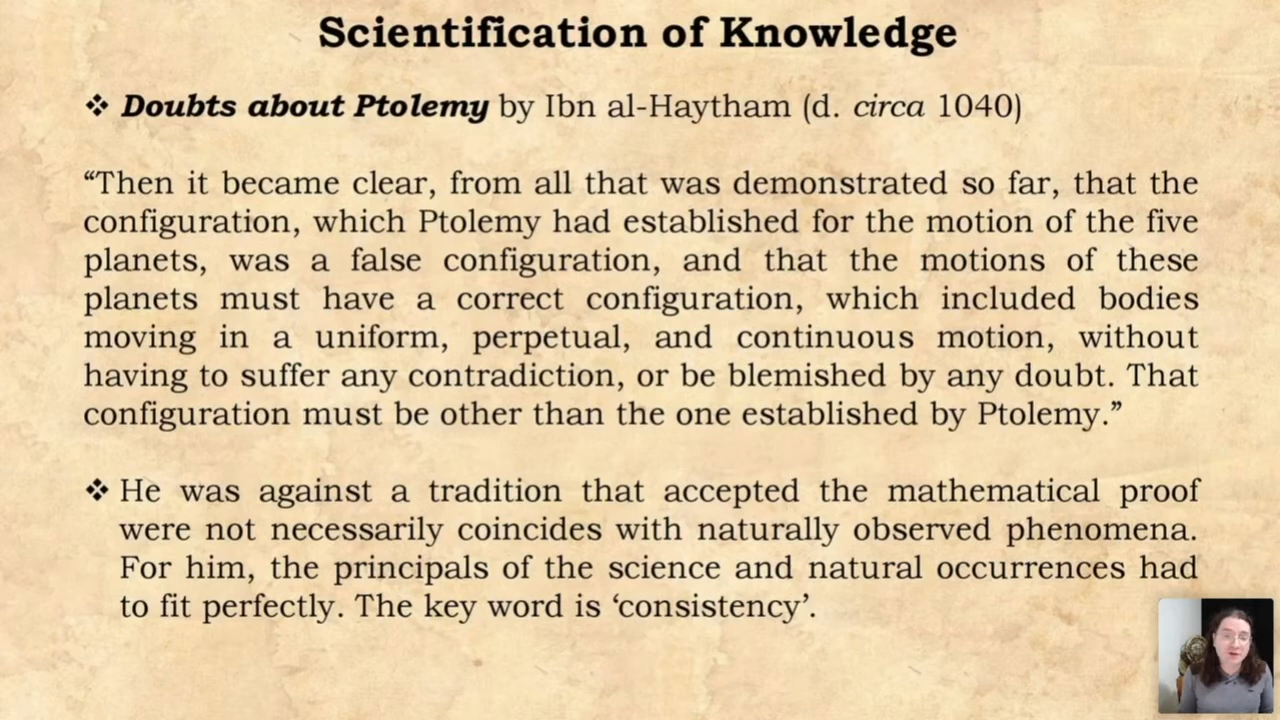 Scientification of Knowledge
❖ Doubts about Ptolemy by Ibn al-Haytham (d. circa 1040)
“Then it became clear, from all that was demonstrated so far, that the
configuration, which Ptolemy had established for the motion of the five
planets, was a false configuration, and that the motions of these
planets must have a correct configuration, which included bodies
moving in a uniform, perpetual, and continuous motion, without
having to suffer any contradiction, or be blemished by any doubt. That
configuration must be other than the one established by Ptolemy.”
❖ He was against a tradition that accepted the mathematical proof
were not necessarily coincides with naturally observed phenomena.
For him, the principals of the science and natural occurrences had
to fit perfectly. The key word is ‘consistency’.